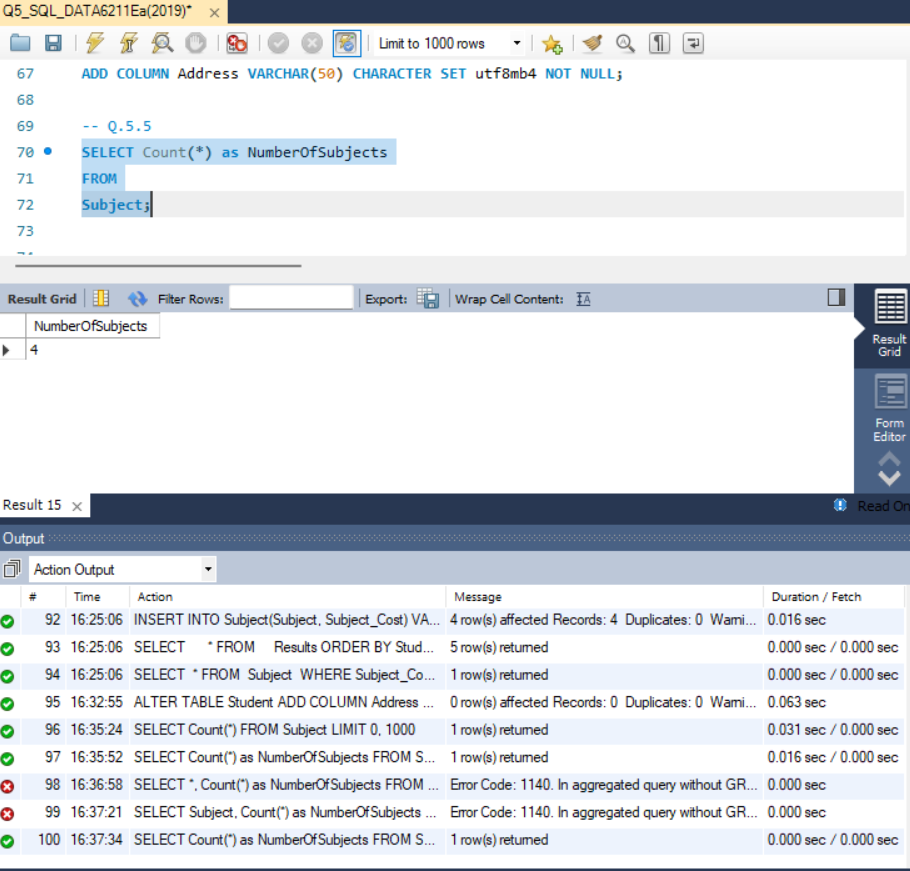 Q5_SQL_DATA6211Ea(2019)* ×
Limit to 1000 rows
67 ADD COLUMN Address VARCHAR(50) CHARACTER SET utf8mb4 NOT NULL;
68
69 -- Q.5.5
70 SELECT Count(*) as NumberOfSubjects
71 FROM
72 Subject;
73
Result Grid Filter Rows: Export: Wrap Cell Content:
NumberOfSubjects
4
Result Grid
Form Editor
Result 15 ×
Read On
Output
Action Output
# Time Action Message Duration / Fetch
92 16:25:06 INSERT INTO Subject(Subject, Subject_Cost) VA... 4 row(s) affected Records: 4 Duplicates: 0 Warni... 0.016 sec
93 16:25:06 SELECT * FROM Results ORDER BY Stud... 5 row(s) returned 0.000 sec / 0.000 sec
94 16:25:06 SELECT * FROM Subject WHERE Subject_Co... 1 row(s) returned 0.000 sec / 0.000 sec
95 16:32:55 ALTER TABLE Student ADD COLUMN Address ... 0 row(s) affected Records: 0 Duplicates: 0 Warni... 0.063 sec
96 16:35:24 SELECT Count(*) FROM Subject LIMIT 0, 1000 1 row(s) returned 0.031 sec / 0.000 sec
97 16:35:52 SELECT Count(*) as NumberOfSubjects FROM S... 1 row(s) returned 0.016 sec / 0.000 sec
98 16:36:58 SELECT *, Count(*) as NumberOfSubjects FROM ... Error Code: 1140. In aggregated query without GR... 0.000 sec
99 16:37:21 SELECT Subject, Count(*) as NumberOfSubjects ... Error Code: 1140. In aggregated query without GR... 0.000 sec
100 16:37:34 SELECT Count(*) as NumberOfSubjects FROM S... 1 row(s) returned 0.000 sec / 0.000 sec